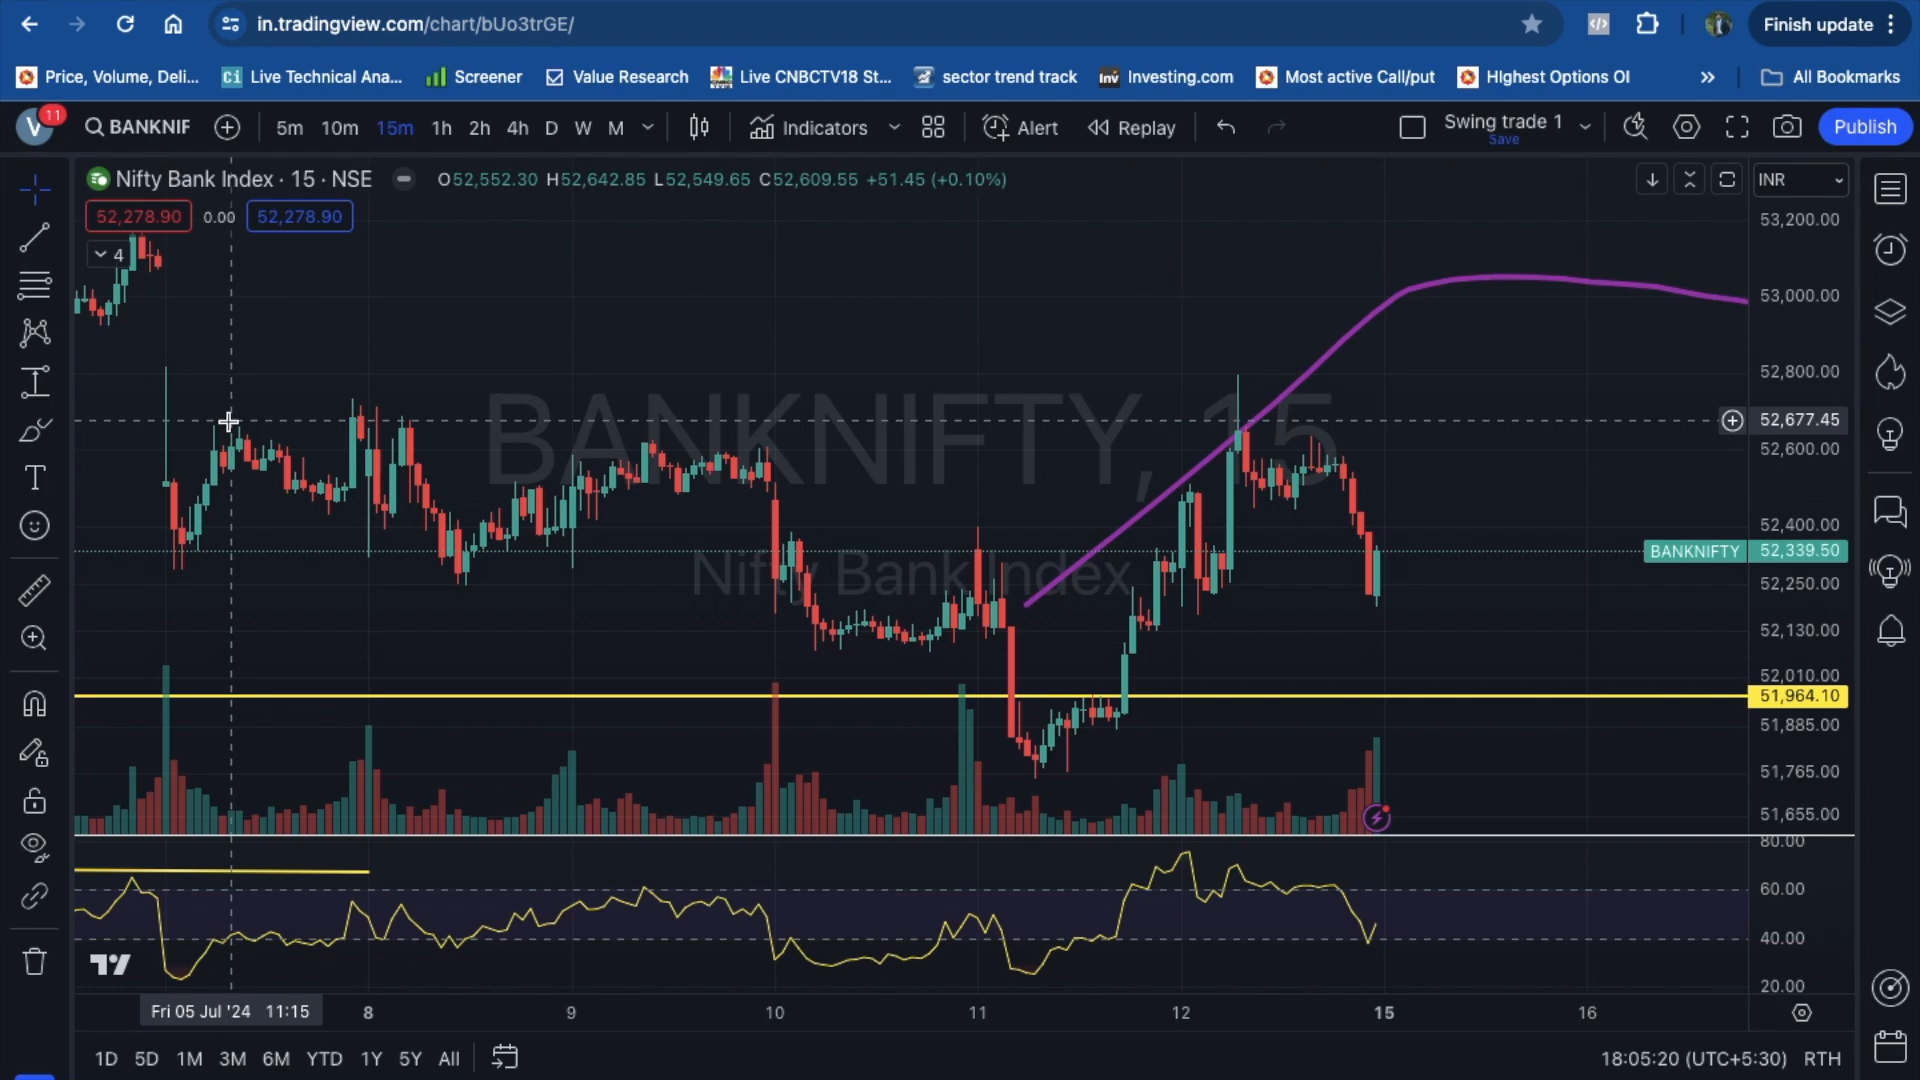 in.tradingview.com/chart/bUo3trGE/
Finish update
Price, Volume, Deli...
Live Technical Ana...
Screener
Value Research
Live CNBCTV18 St...
sector trend track
Inv Investing.com
Most active Call/put
HIghest Options OI
All Bookmarks
V 11
BANKNIF
5m 10m 15m 1h 2h 4h D W M
Indicators
Alert
Replay
Swing trade 1
Save
Publish
Nifty Bank Index · 15 · NSE
O52,552.30 H52,642.85 L52,549.65 C52,609.55 +51.45 (+0.10%)
INR
52,278.90 0.00 52,278.90
4
BANKNIFTY, 15
Nifty Bank Index
53,200.00
53,000.00
52,800.00
52,677.45
52,600.00
52,400.00
BANKNIFTY 52,339.50
52,250.00
52,130.00
52,010.00
51,964.10
51,885.00
51,765.00
51,655.00
80.00
60.00
40.00
20.00
Fri 05 Jul '24 11:15
8 9 10 11 12 15 16
1D 5D 1M 3M 6M YTD 1Y 5Y All
18:05:20 (UTC+5:30) RTH